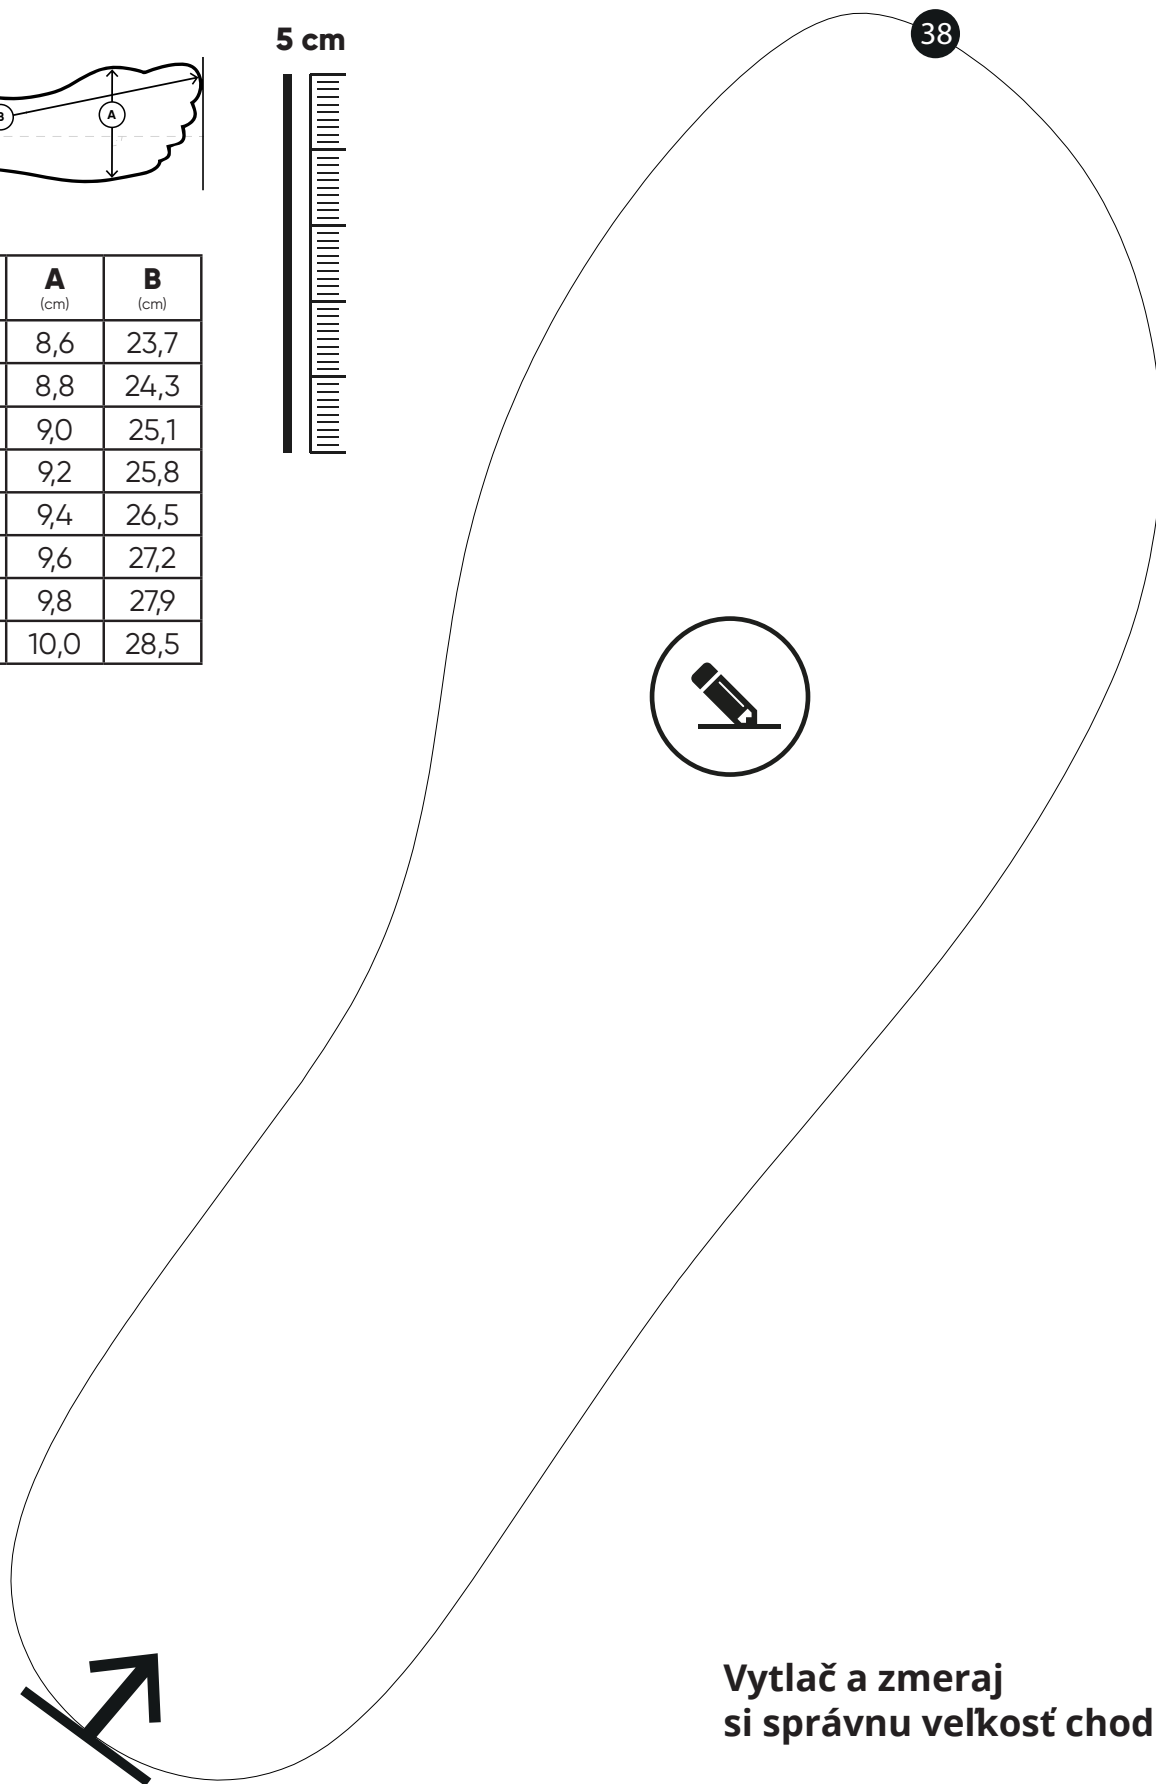 38
5 cm
A
A B
(cm) (cm)
8,6 23,7
8,8 24,3
9,0 25,1
9,2 25,8
9,4 26,5
9,6 27,2
9,8 27,9
10,0 28,5
Vytlač a zmeraj
si správnu veľkosť chod